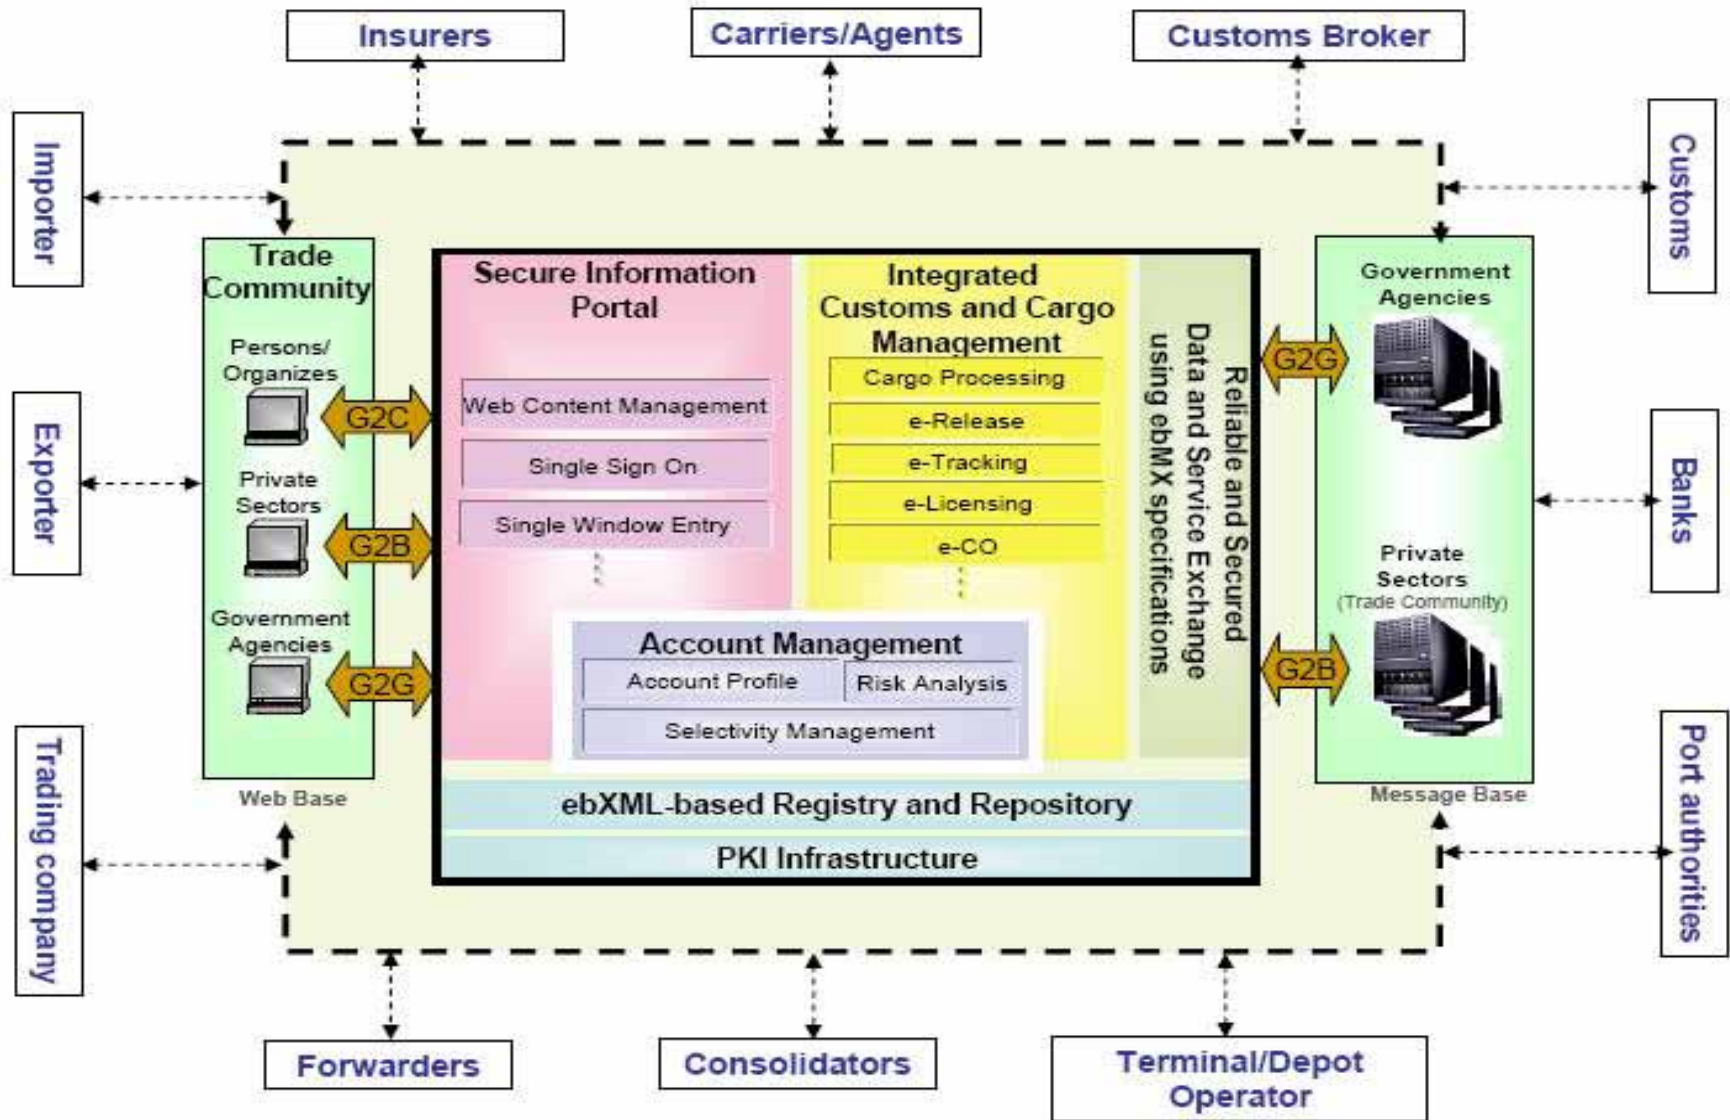 Insurers
Carriers/Agents
Customs Broker
Importer
Exporter
Trading company
Customs
Banks
Port authorities
Trade
Community
Persons/
Organizes
Private
Sectors
Government
Agencies
Web Base
G2C
G2B
G2G
Secure Information
Portal
Web Content Management
Single Sign On
Single Window Entry
Integrated
Customs and Cargo
Management
Cargo Processing
e-Release
e-Tracking
e-Licensing
e-CO
Reliable and Secured
Data and Service Exchange
using ebMX specifications
Account Management
Account Profile
Risk Analysis
Selectivity Management
ebXML-based Registry and Repository
PKI Infrastructure
G2G
G2B
Government
Agencies
Private
Sectors
(Trade Community)
Message Base
Forwarders
Consolidators
Terminal/Depot
Operator